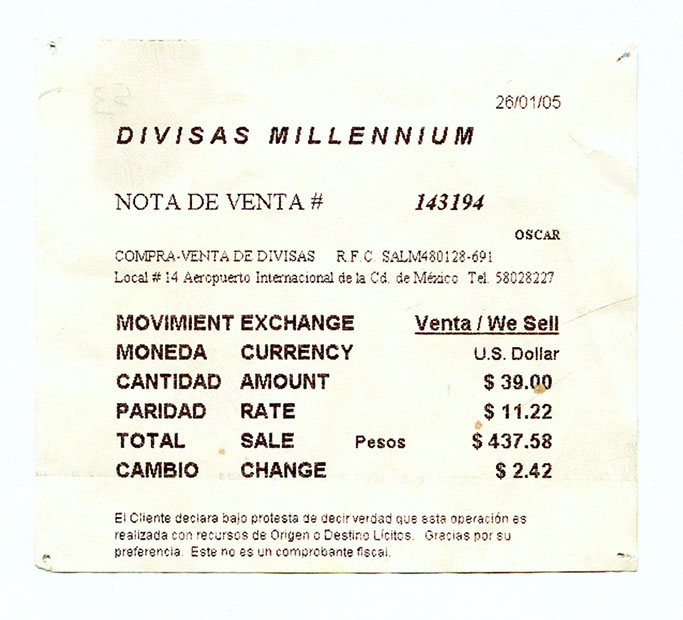 26/01/05
DIVISAS MILLENNIUM
NOTA DE VENTA # 143194
OSCAR
COMPRA-VENTA DE DIVISAS R.F.C. SALM480128-691
Local # 14 Aeropuerto Internacional de la Cd. de México Tel. 58028227
MOVIMIENT EXCHANGE Venta / We Sell
MONEDA CURRENCY U.S. Dollar
CANTIDAD AMOUNT $ 39.00
PARIDAD RATE $ 11.22
TOTAL SALE Pesos $ 437.58
CAMBIO CHANGE $ 2.42
El Cliente declara bajo protesta de decir verdad que esta operación es
realizada con recursos de Origen o Destino Lícitos. Gracias por su
preferencia. Este no es un comprobante fiscal.